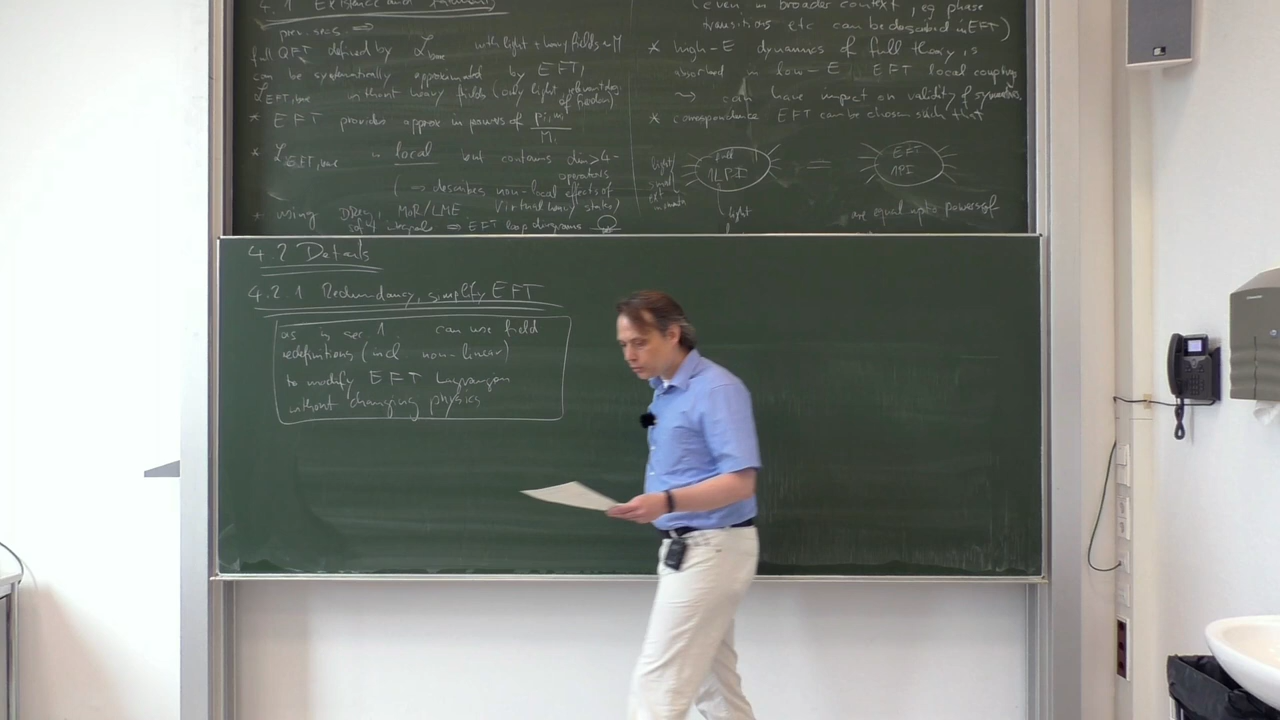 4.1 Existence and
prev. secs. ⇒
full QFT defined by L_bare with light + heavy fields ~ M
can be systematically approximated by EFT,
L_EFT,bare without heavy fields (only light, relevant d.o.
of freedom)
* EFT provides approx in powers of p_i, m_i / M,
* L_EFT,bare is local but contains dim>4-
operators
( ⇒ describes non-local effects of
virtual heavy states)
* using DReg, MoR/LME
of integrals ⇒ EFT loop diagrams
(even in broader context, eg phase
transitions etc can be described in EFT)
* high-E dynamics of full theory is
absorbed in low-E EFT local couplings
⇝ can have impact on validity of symmetries
* correspondence EFT can be chosen such that
light/
full
1LPI
=
EFT
1PI
light
are equal up to powers of
4.2 Details
4.2.1 Redundancy, simplify EFT
as in sec 1 can use field
redefinitions (incl non-linear)
to modify EFT Lagrangian
without changing physics